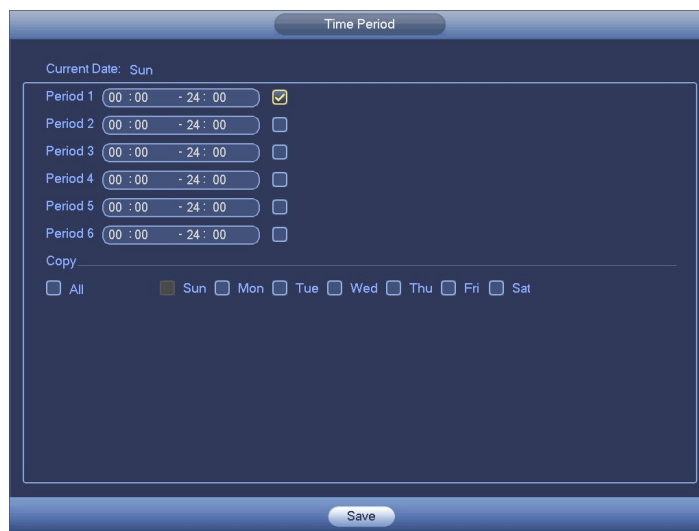 Time Period
Current Date: Sun
Period 1 00 :00 - 24: 00
Period 2 00 :00 - 24: 00
Period 3 00 :00 - 24: 00
Period 4 00 :00 - 24: 00
Period 5 00 :00 - 24: 00
Period 6 00 :00 - 24: 00
Copy
All Sun Mon Tue Wed Thu Fri Sat
Save